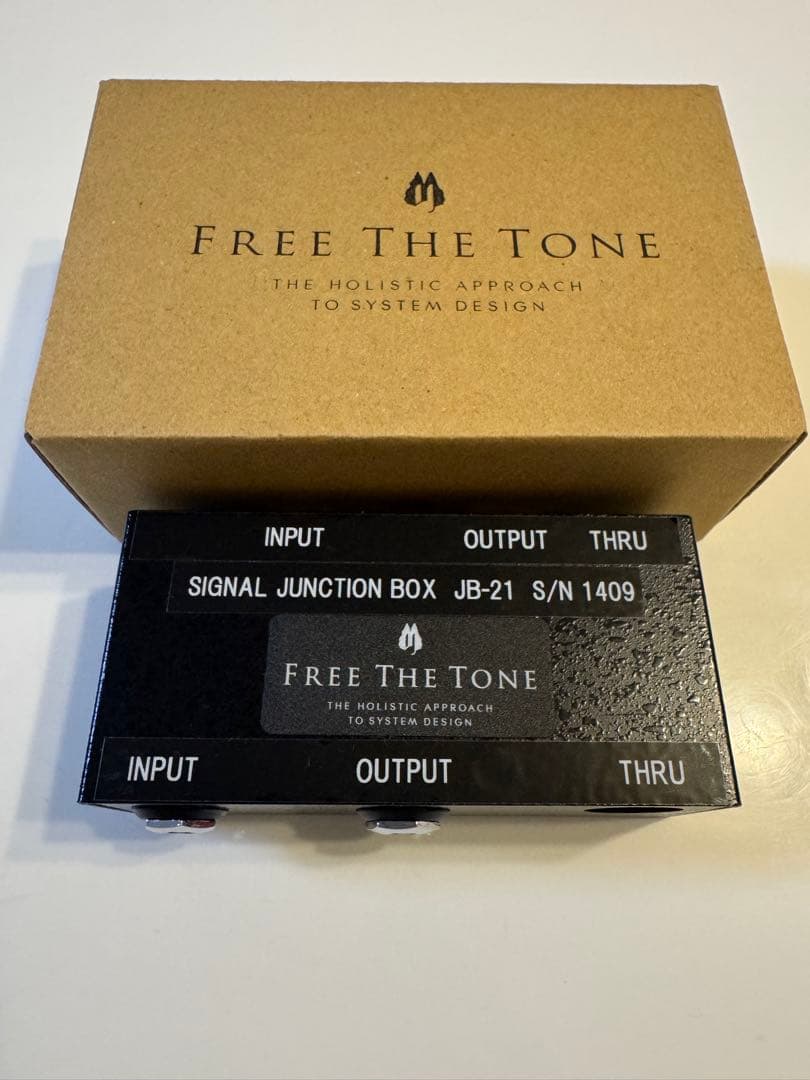 FREE THE TONE
THE HOLISTIC APPROACH
TO SYSTEM DESIGN
INPUT OUTPUT THRU
SIGNAL JUNCTION BOX JB-21 S/N 1409
FREE THE TONE
THE HOLISTIC APPROACH
TO SYSTEM DESIGN
INPUT OUTPUT THRU